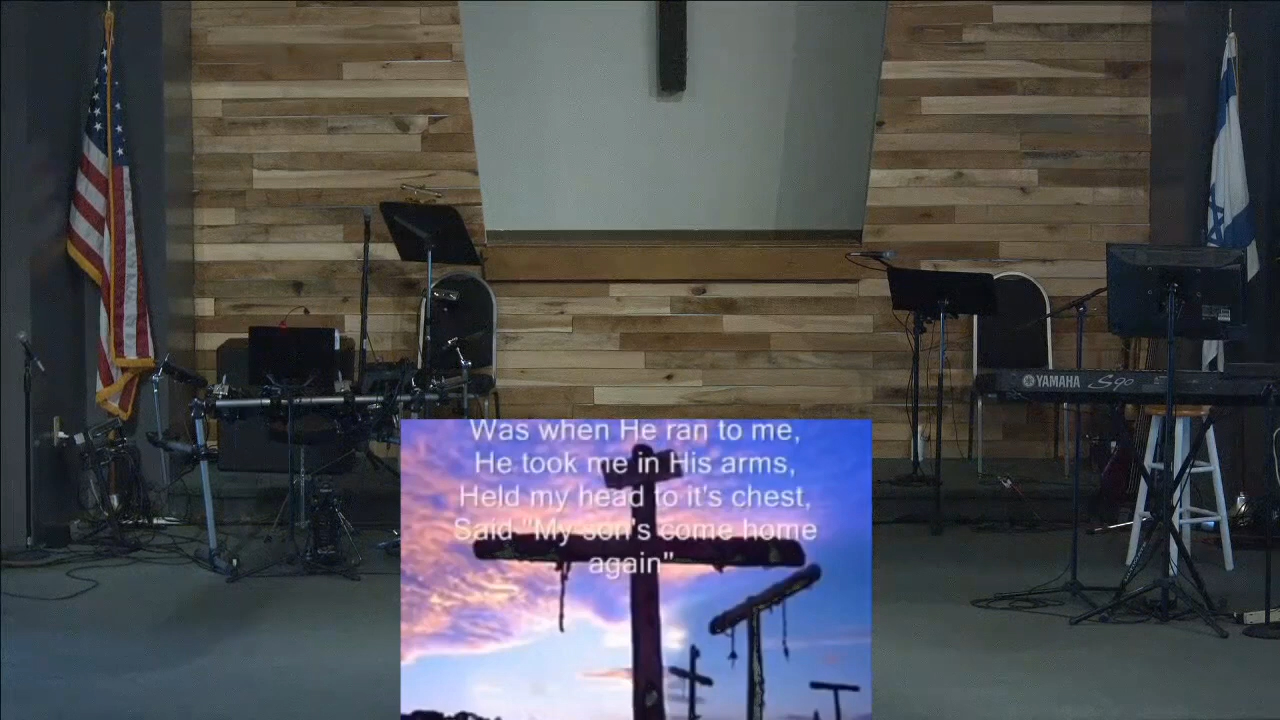 YAMAHA S90
Was when He ran to me,
He took me in His arms,
Held my head to it's chest,
Said "My son's come home
again"